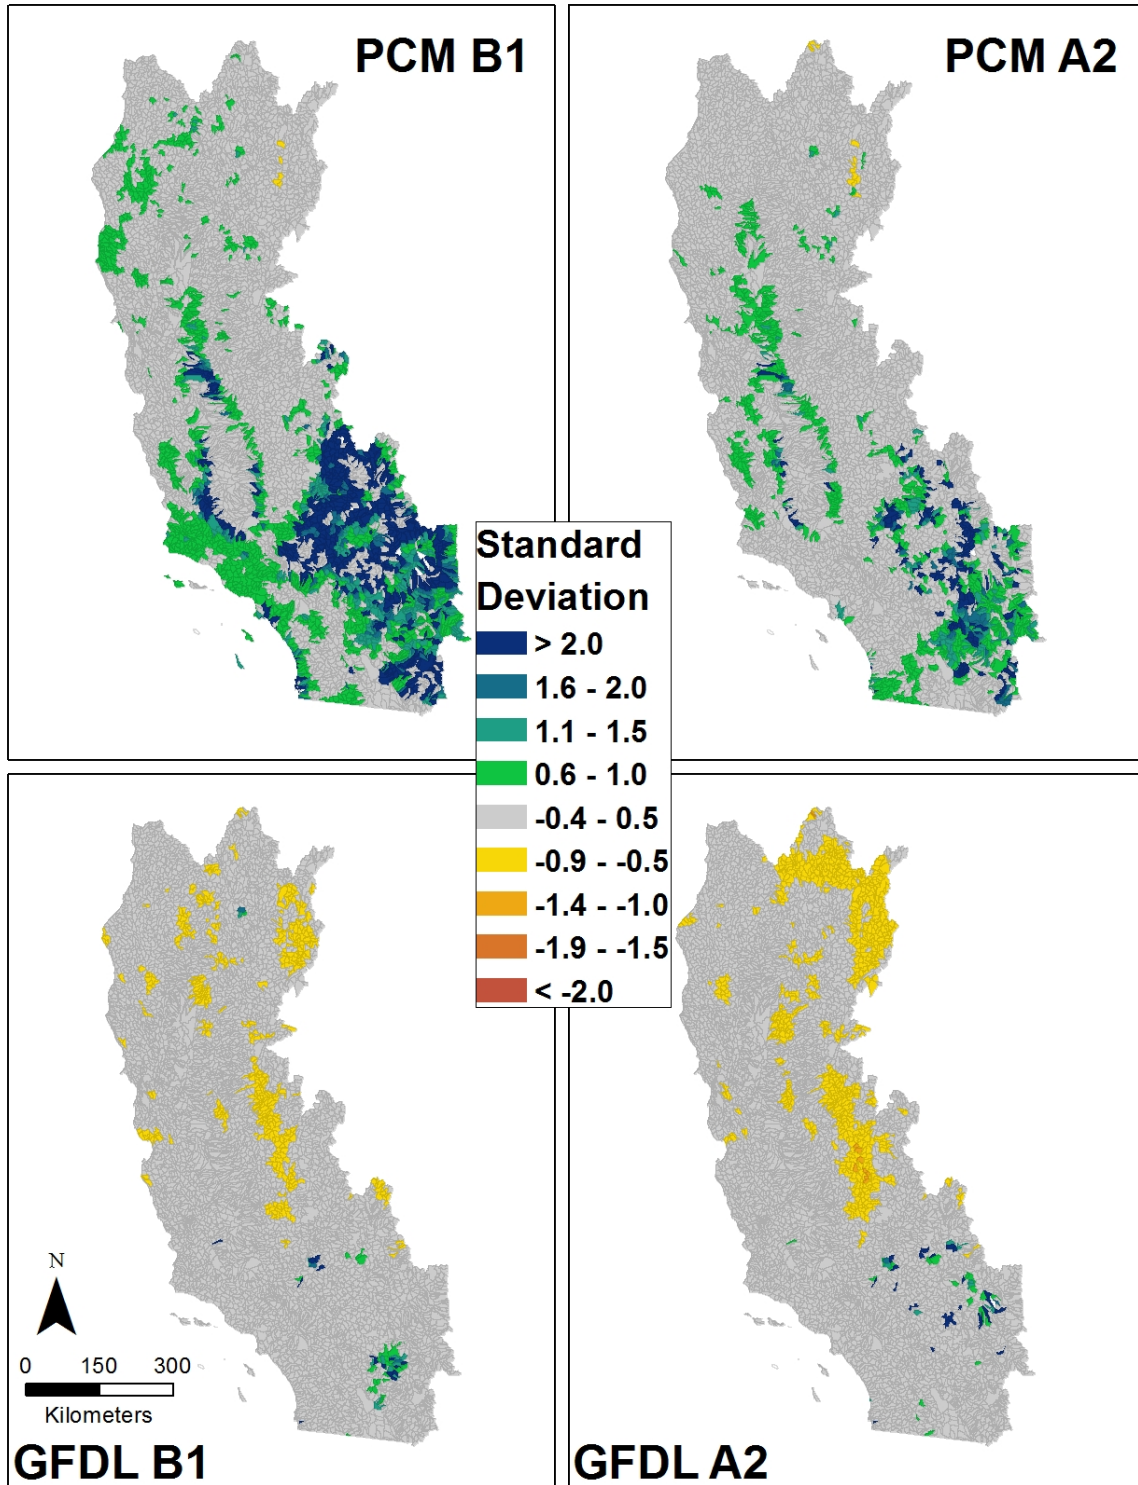 PCM B1
PCM A2
Standard
Deviation
> 2.0
1.6 - 2.0
1.1 - 1.5
0.6 - 1.0
-0.4 - 0.5
-0.9 - -0.5
-1.4 - -1.0
-1.9 - -1.5
< -2.0
N
0 150 300
Kilometers
GFDL B1
GFDL A2